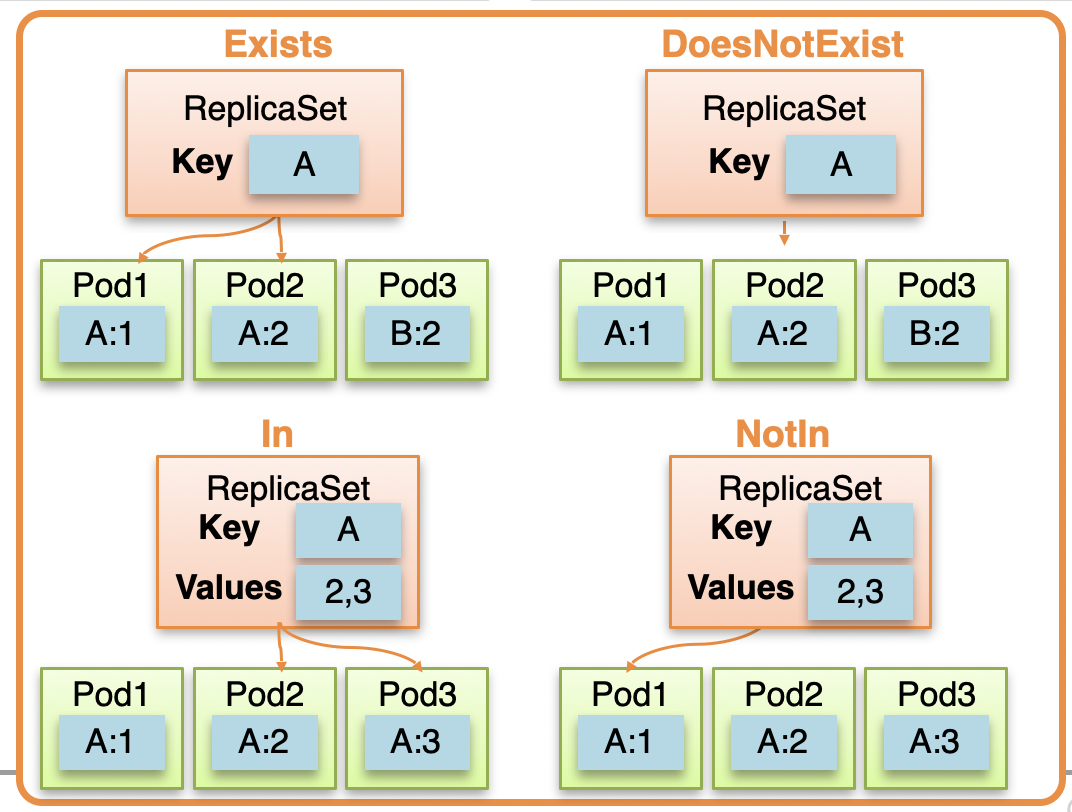 Exists
ReplicaSet
Key A
Pod1 Pod2 Pod3
A:1 A:2 B:2
DoesNotExist
ReplicaSet
Key A
Pod1 Pod2 Pod3
A:1 A:2 B:2
In
ReplicaSet
Key A
Values 2,3
Pod1 Pod2 Pod3
A:1 A:2 A:3
NotIn
ReplicaSet
Key A
Values 2,3
Pod1 Pod2 Pod3
A:1 A:2 A:3